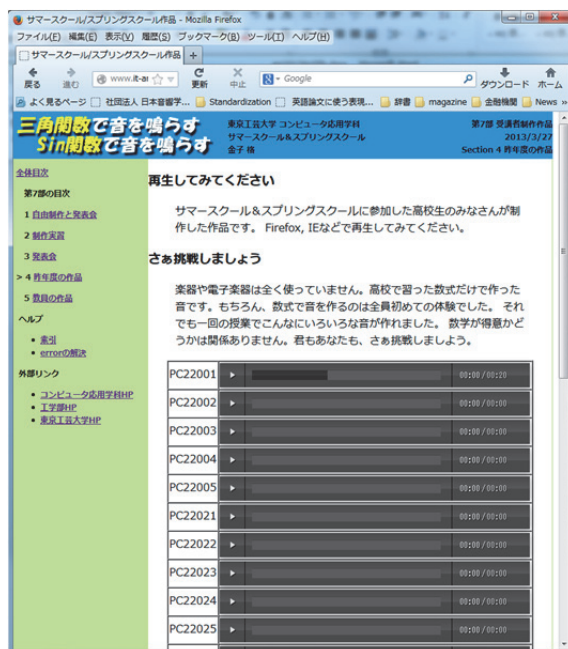 サマースクール/スプリングスクール作品 - Mozilla Firefox
ファイル(F) 編集(E) 表示(V) 履歴(S) ブックマーク(B) ツール(T) ヘルプ(H)
サマースクール/スプリングスクール作品 +
戻る 進む www.it-ar 更新 中止 Google ダウンロード ホーム
よく見るページ 社団法人 日本音響学... Standardization 英語論文に使う表現... 辞書 magazine 金融機関 News »
三角関数で音を鳴らす
Sin関数で音を鳴らす
東京工芸大学 コンピュータ応用学科
サマースクール&スプリングスクール
金子 格
第7部 受講者制作作品
2013/3/27
Section 4 昨年度の作品
全体目次
第7部の目次
1 自由制作と発表会
2 制作実習
3 発表会
> 4 昨年度の作品
5 教員の作品
ヘルプ
• 索引
• errorの解決
外部リンク
• コンピュータ応用学科HP
• 工学部HP
• 東京工芸大学HP
再生してみてください
サマースクール&スプリングスクールに参加した高校生のみなさんが制
作した作品です。 Firefox, IEなどで再生してみてください。
さぁ挑戦しましょう
楽器や電子楽器は全く使っていません。高校で習った数式だけで作った
音です。もちろん、数式で音を作るのは全員初めての体験でした。 それ
でも一回の授業でこんなにいろいろな音が作れました。 数学が得意かど
うかは関係ありません。君もあなたも、さぁ挑戦しましよう。
PC22001 00:00/00:20
PC22002 00:00/00:00
PC22003 00:00/00:00
PC22004 00:00/00:00
PC22005 00:00/00:00
PC22021 00:00/00:00
PC22022 00:00/00:00
PC22023 00:00/00:00
PC22024 00:00/00:00
PC22025 00:00/00:00